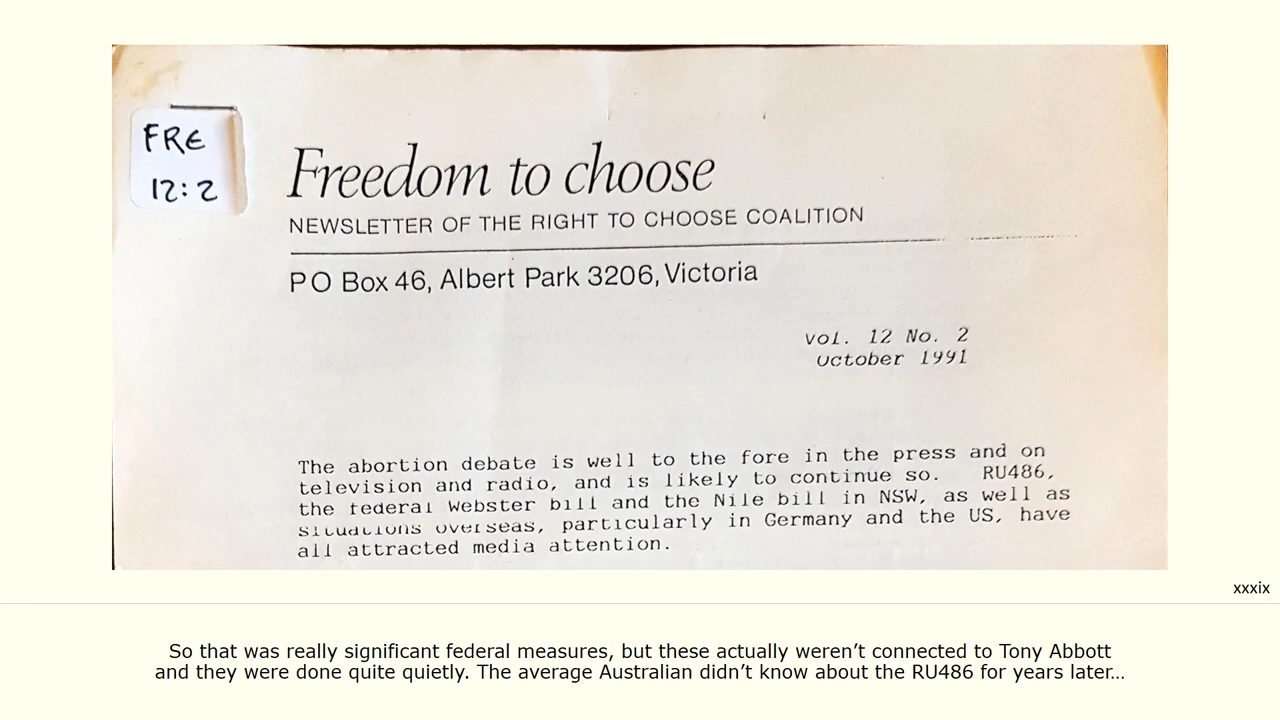 FRE
12:2
Freedom to choose
NEWSLETTER OF THE RIGHT TO CHOOSE COALITION
PO Box 46, Albert Park 3206, Victoria
vol. 12 No. 2
October 1991
The abortion debate is well to the fore in the press and on
television and radio, and is likely to continue so. RU486,
the federal Webster bill and the Nile bill in NSW, as well as
situations overseas, particularly in Germany and the US, have
all attracted media attention.
xxxix
So that was really significant federal measures, but these actually weren’t connected to Tony Abbott
and they were done quite quietly. The average Australian didn’t know about the RU486 for years later…